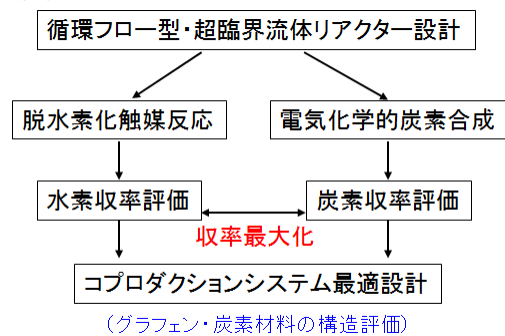 循環フロー型・超臨界流体リアクター設計
脱水素化触媒反応
電気化学的炭素合成
水素収率評価
炭素収率評価
収率最大化
コプロダクションシステム最適設計
(グラフェン・炭素材料の構造評価)